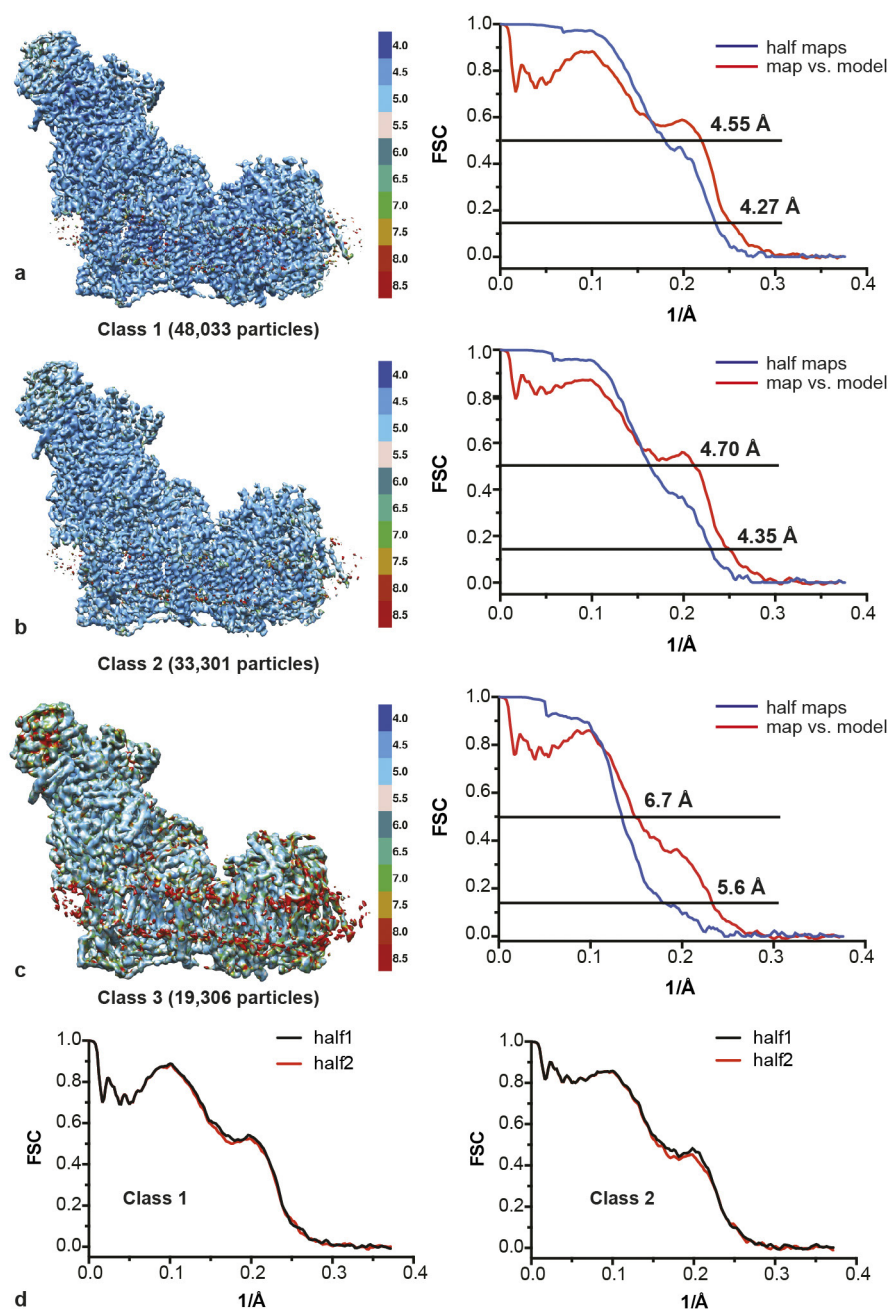 4.0
4.5
5.0
5.5
6.0
6.5
7.0
7.5
8.0
8.5
a
Class 1 (48,033 particles)
1.0
0.8
0.6
0.4
0.2
0.0
FSC
half maps
map vs. model
4.55 Å
4.27 Å
0.0 0.1 0.2 0.3 0.4
1/Å
4.0
4.5
5.0
5.5
6.0
6.5
7.0
7.5
8.0
8.5
b
Class 2 (33,301 particles)
1.0
0.8
0.6
0.4
0.2
0.0
FSC
half maps
map vs. model
4.70 Å
4.35 Å
0.0 0.1 0.2 0.3 0.4
1/Å
4.0
4.5
5.0
5.5
6.0
6.5
7.0
7.5
8.0
8.5
c
Class 3 (19,306 particles)
1.0
0.8
0.6
0.4
0.2
0.0
FSC
half maps
map vs. model
6.7 Å
5.6 Å
0.0 0.1 0.2 0.3 0.4
1/Å
d
1.0
0.8
0.6
0.4
0.2
0.0
FSC
half1
half2
Class 1
0.0 0.1 0.2 0.3 0.4
1/Å
1.0
0.8
0.6
0.4
0.2
0.0
FSC
half1
half2
Class 2
0.0 0.1 0.2 0.3 0.4
1/Å